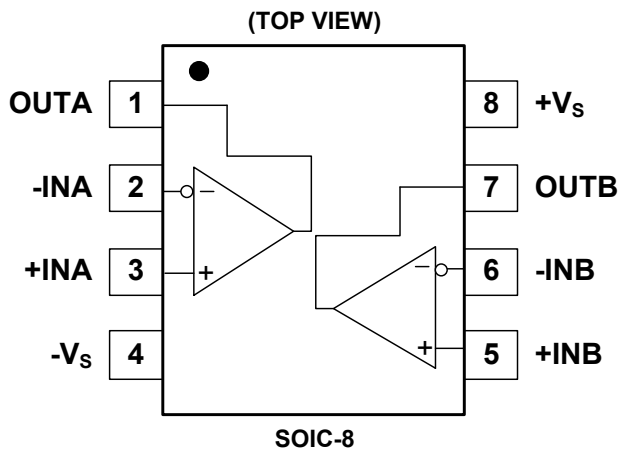 (TOP VIEW)
OUTA 1 8 +VS
-INA 2 − − 7 OUTB
+INA 3 + 6 -INB
-VS 4 + 5 +INB
SOIC-8